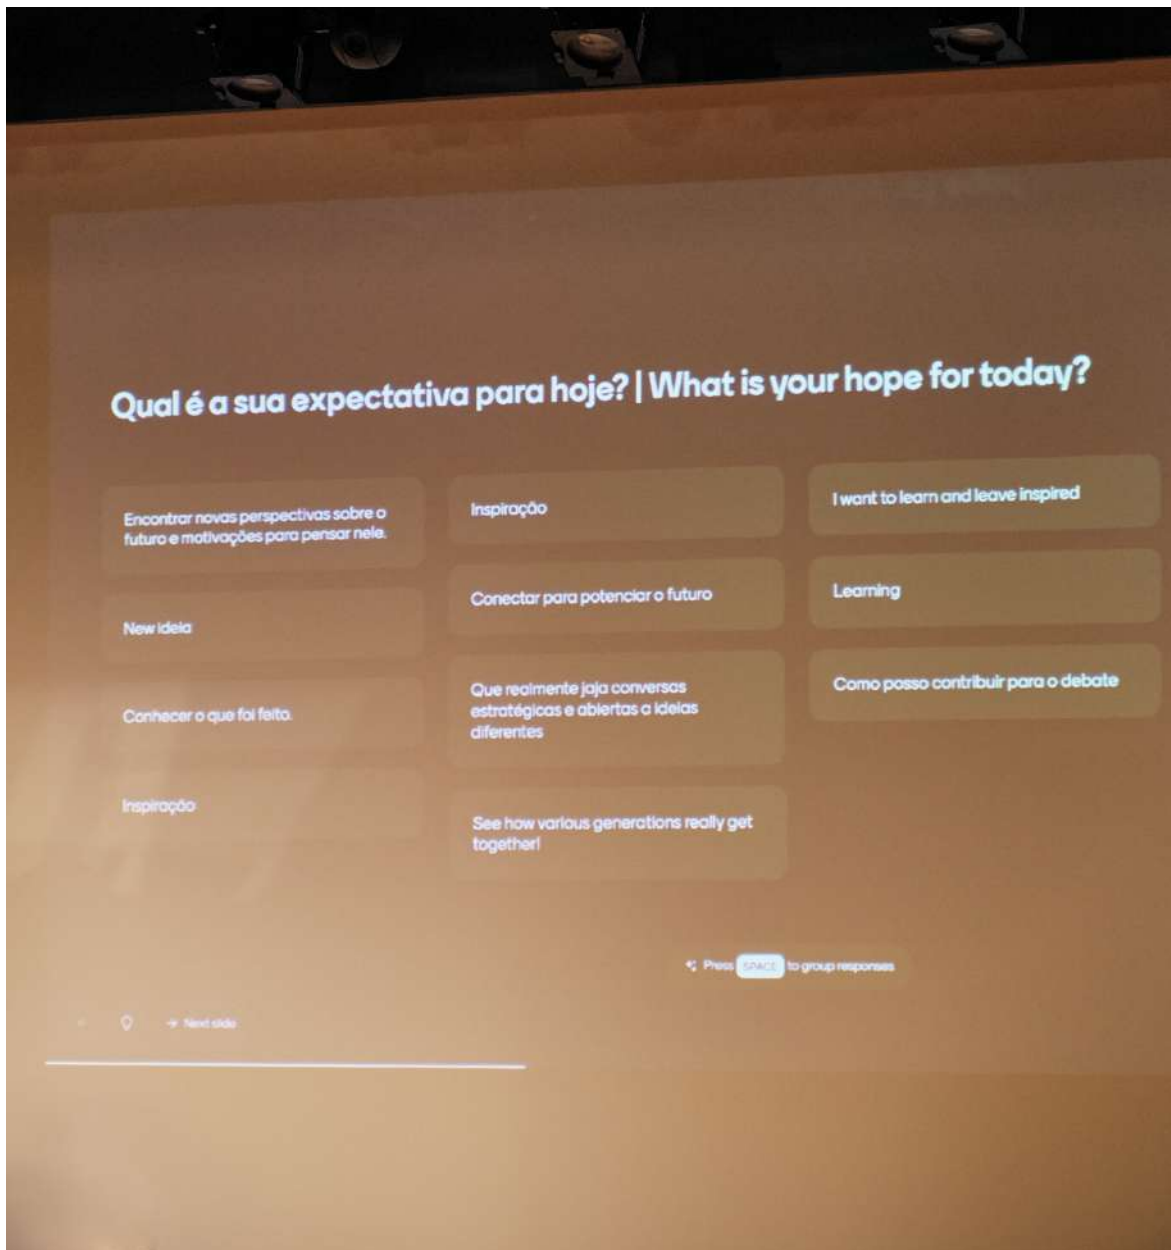 Qual é a sua expectativa para hoje? | What is your hope for today?
Encontrar novas perspectivas sobre o
futuro e motivações para pensar nele.
New ideia
Conhecer o que foi feito.
Inspiração
Inspiração
Conectar para potenciar o futuro
Que realmente jaja conversas
estratégicas e abiertas a ideias
diferentes
See how various generations really get
together!
I want to learn and leave inspired
Learning
Como posso contribuir para o debate
Press SPACE to group responses
Next slide